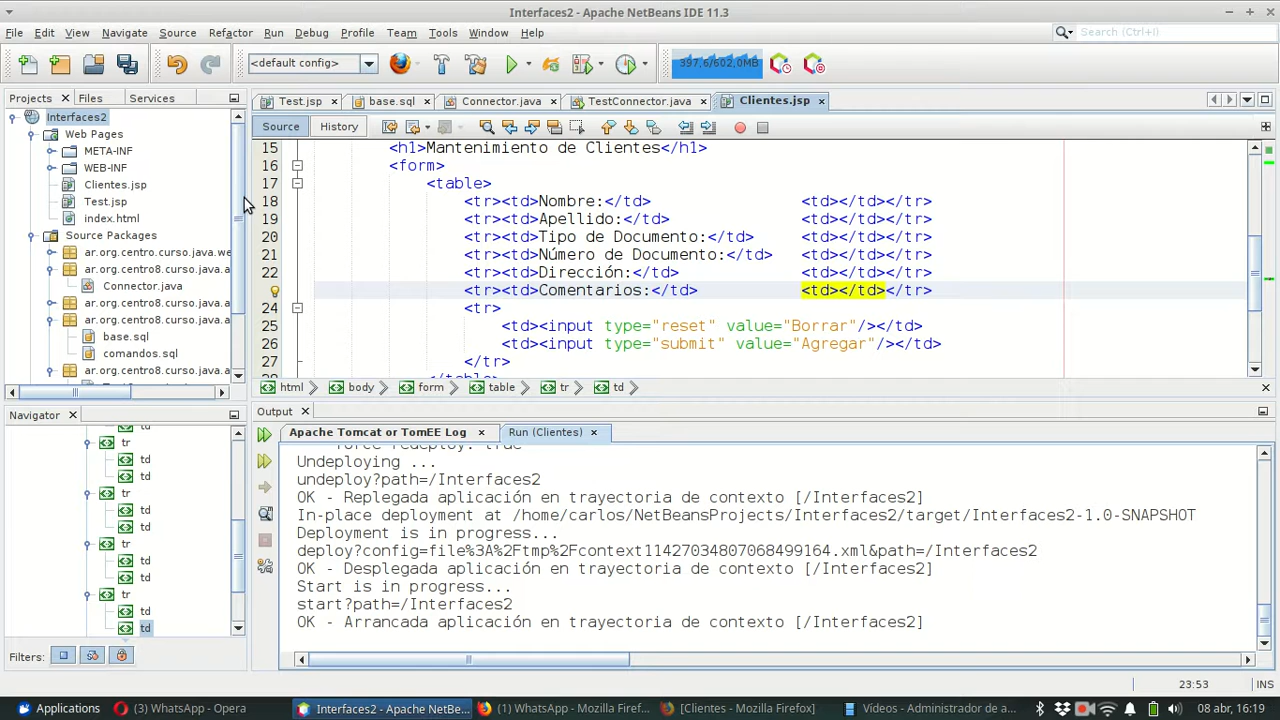 Interfaces2 - Apache NetBeans IDE 11.3
File Edit View Navigate Source Refactor Run Debug Profile Team Tools Window Help
Search (Ctrl+I)
<default config>
397,6/602,0MB
Projects Files Services
Test.jsp base.sql Connector.java TestConnector.java Clientes.jsp
Source History
Interfaces2
Web Pages
META-INF
WEB-INF
Clientes.jsp
Test.jsp
index.html
Source Packages
ar.org.centro.curso.java.we
ar.org.centro8.curso.java.a
Connector.java
ar.org.centro8.curso.java.a
ar.org.centro8.curso.java.a
base.sql
comandos.sql
ar.org.centro8.curso.java.a
15 <h1>Mantenimiento de Clientes</h1>
16 <form>
17 <table>
18 <tr><td>Nombre:</td> <td></td></tr>
19 <tr><td>Apellido:</td> <td></td></tr>
20 <tr><td>Tipo de Documento:</td> <td></td></tr>
21 <tr><td>Número de Documento:</td> <td></td></tr>
22 <tr><td>Dirección:</td> <td></td></tr>
<tr><td>Comentarios:</td> <td></td></tr>
24 <tr>
25 <td><input type="reset" value="Borrar"/></td>
26 <td><input type="submit" value="Agregar"/></td>
27 </tr>
html body form table tr td
Navigator
td
tr
td
td
tr
td
td
tr
td
td
tr
td
td
Filters:
Output
Apache Tomcat or TomEE Log Run (Clientes)
Undeploying ...
undeploy?path=/Interfaces2
OK - Replegada aplicación en trayectoria de contexto [/Interfaces2]
In-place deployment at /home/carlos/NetBeansProjects/Interfaces2/target/Interfaces2-1.0-SNAPSHOT
Deployment is in progress...
deploy?config=file%3A%2Ftmp%2Fcontext11427034807068499164.xml&path=/Interfaces2
OK - Desplegada aplicación en trayectoria de contexto [/Interfaces2]
Start is in progress...
start?path=/Interfaces2
OK - Arrancada aplicación en trayectoria de contexto [/Interfaces2]
23:53 INS
Applications (3) WhatsApp - Opera Interfaces2 - Apache NetBe... (1) WhatsApp - Mozilla Firef... [Clientes - Mozilla Firefox] Vídeos - Administrador de a... 08 abr, 16:19